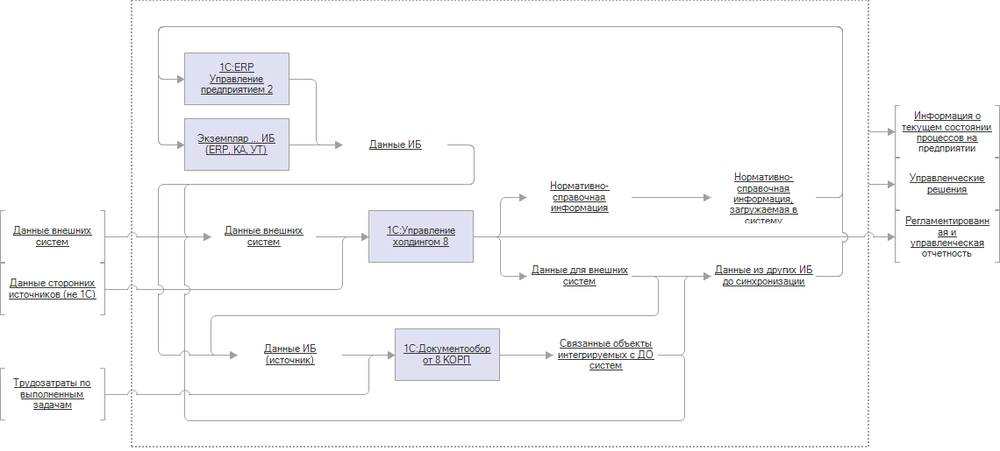 1С:ERP
Управление
предприятием 2
Экземпляр ... ИБ
(ERP, КА, УТ)
Данные ИБ
Информация о
текущем состоянии
процессов на
предприятии
Управленческие
решения
Регламентированн
ая и
управленческая
отчетность
Нормативно-
справочная
информация
Нормативно-
справочная
информация,
загружаемая в
систему
Данные внешних
систем
Данные внешних
систем
1С:Управление
холдингом 8
Данные сторонних
источников (не 1С)
Данные для внешних
систем
Данные из других ИБ
до синхронизации
Данные ИБ
(источник)
1С:Документообор
от 8 КОРП
Связанные объекты
интегрируемых с ДО
систем
Трудозатраты по
выполненным
задачам